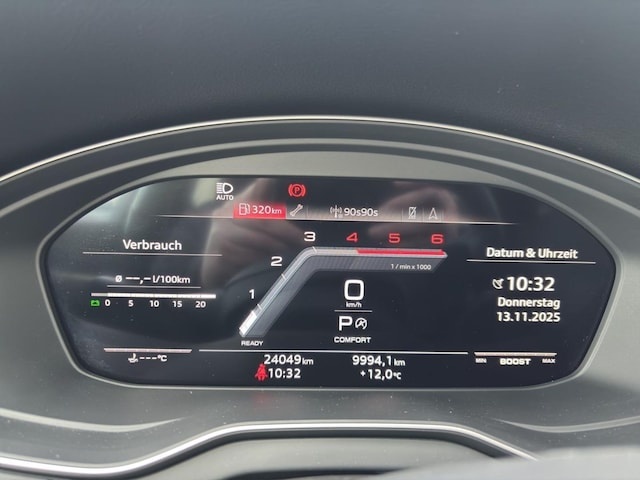 AUTO
P
320 km
90s90s
Verbrauch
ø --,- l/100km
0 5 10 15 20
---°C
1 2 3 4 5 6
1 / min x 1000
0
km/h
P
READY
COMFORT
Datum & Uhrzeit
10:32
Donnerstag
13.11.2025
24049 km
9994,1 km
10:32
+12,0 °C
MIN BOOST MAX